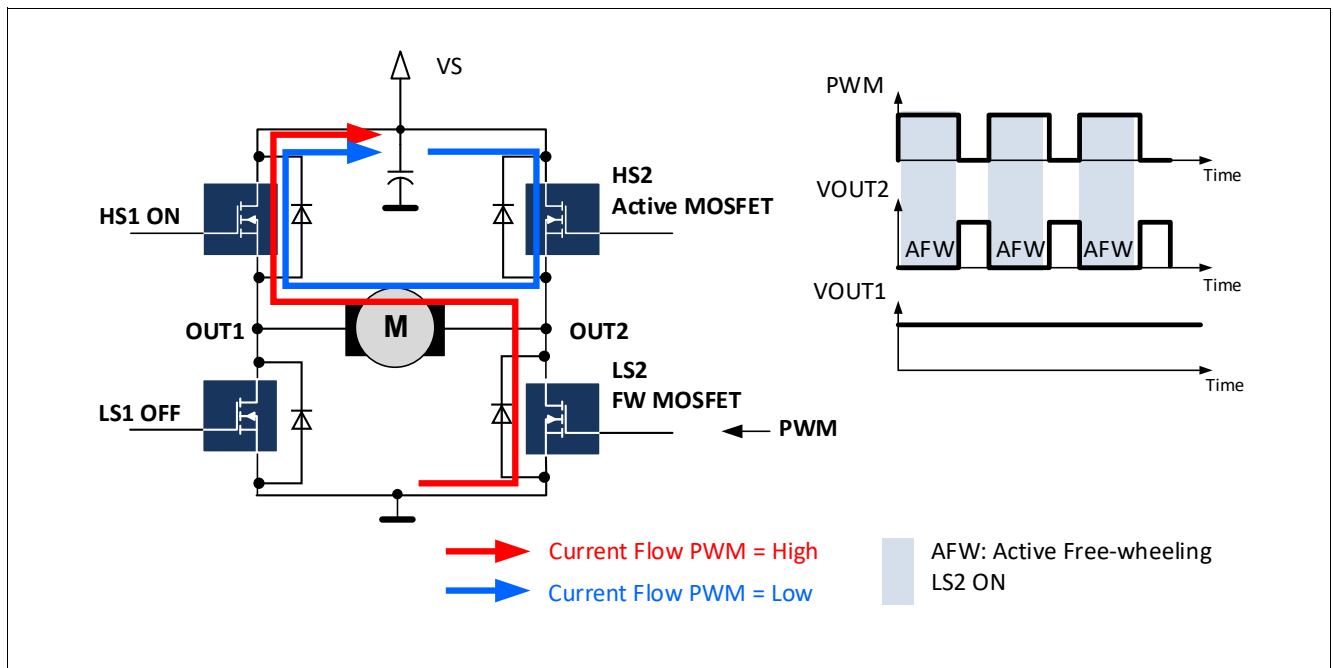 VS
HS1 ON
HS2
Active MOSFET
OUT1
M
OUT2
LS1 OFF
LS2
FW MOSFET
PWM
Current Flow PWM = High
Current Flow PWM = Low
PWM
Time
VOUT2
AFW AFW AFW
Time
VOUT1
Time
AFW: Active Free-wheeling
LS2 ON